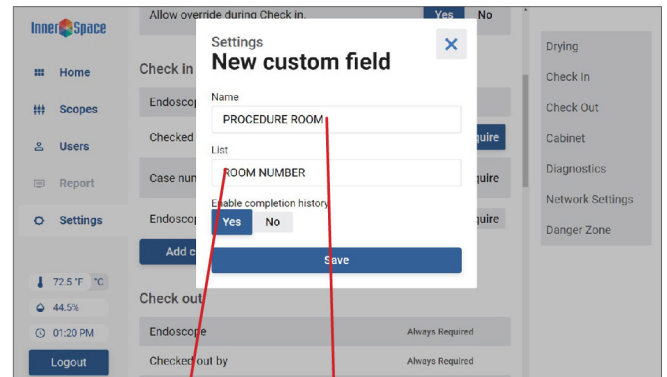 InnerSpace
Home
Scopes
Users
Report
Settings
72.5 °F °C
44.5%
01:20 PM
Logout
Allow override during Check in.
Yes No
Check in
Endoscop
Checked
quire
Case num
quire
Endoscop
quire
Add c
Settings
New custom field
Name
PROCEDURE ROOM
List
ROOM NUMBER
Enable completion history
Yes No
Save
Check out
Endoscope Always Required
Checked out by Always Required
Drying
Check In
Check Out
Cabinet
Diagnostics
Network Settings
Danger Zone